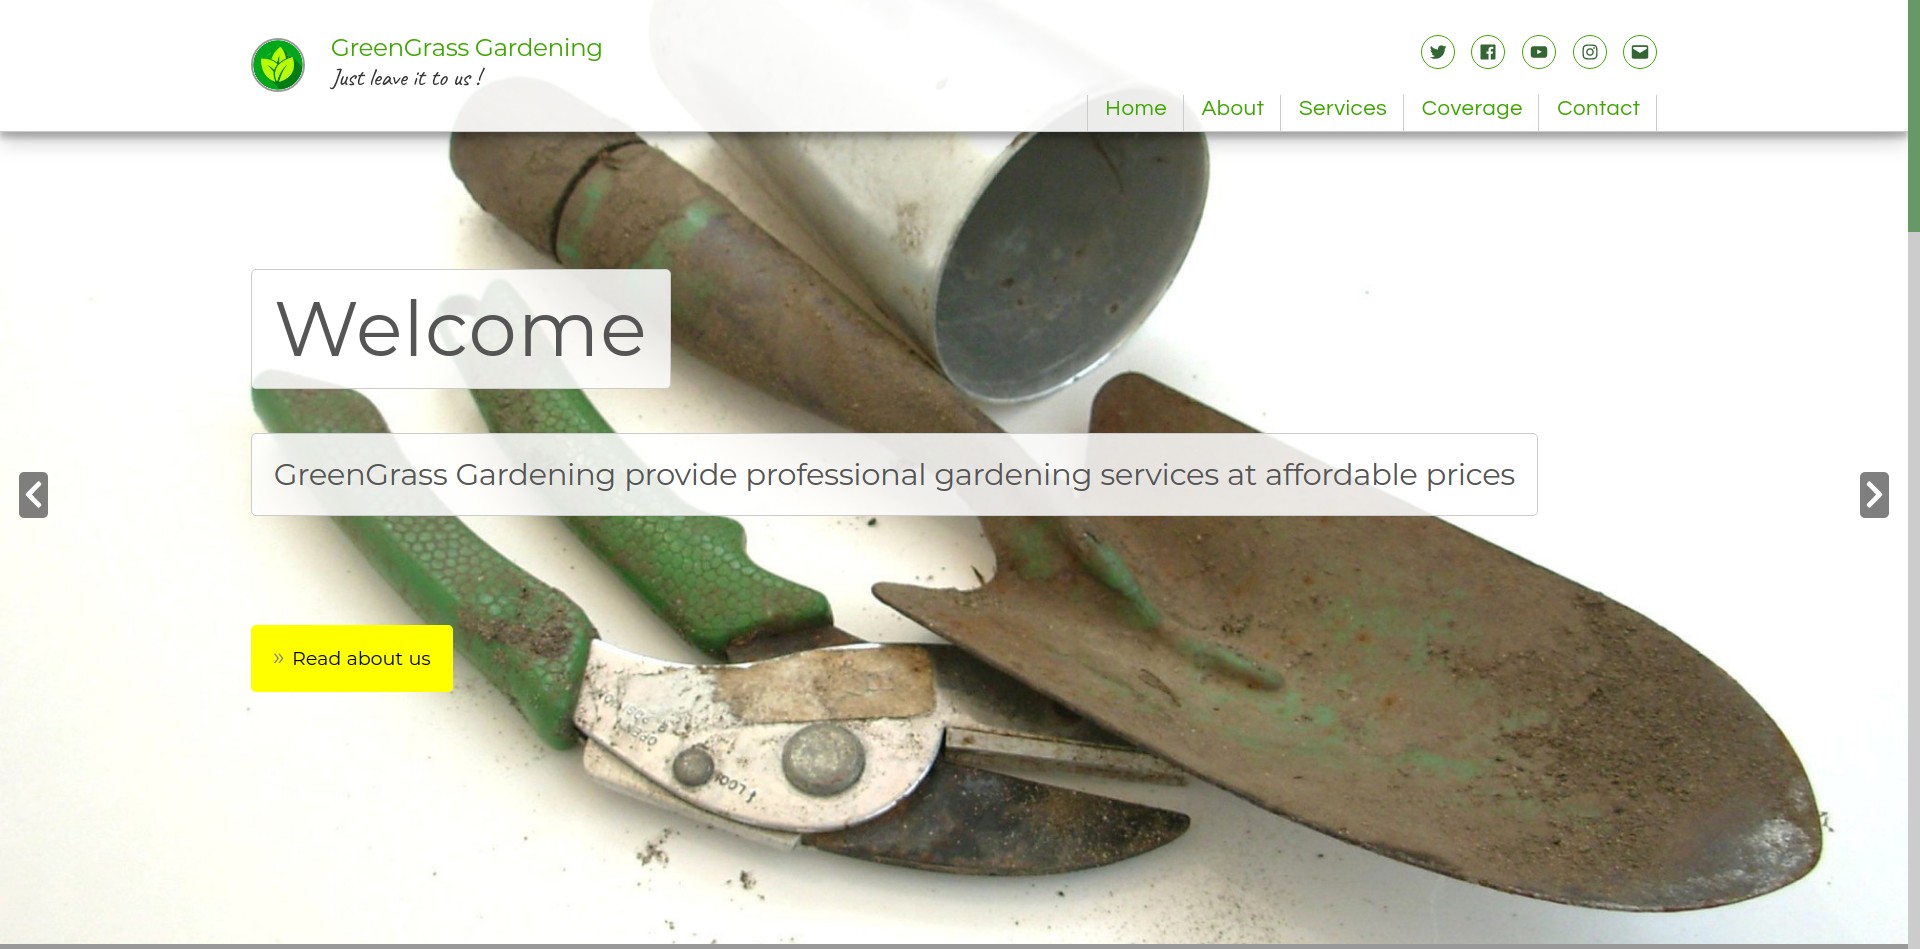 GreenGrass Gardening
Just leave it to us !
Home About Services Coverage Contact
Welcome
GreenGrass Gardening provide professional gardening services at affordable prices
» Read about us
LOCK